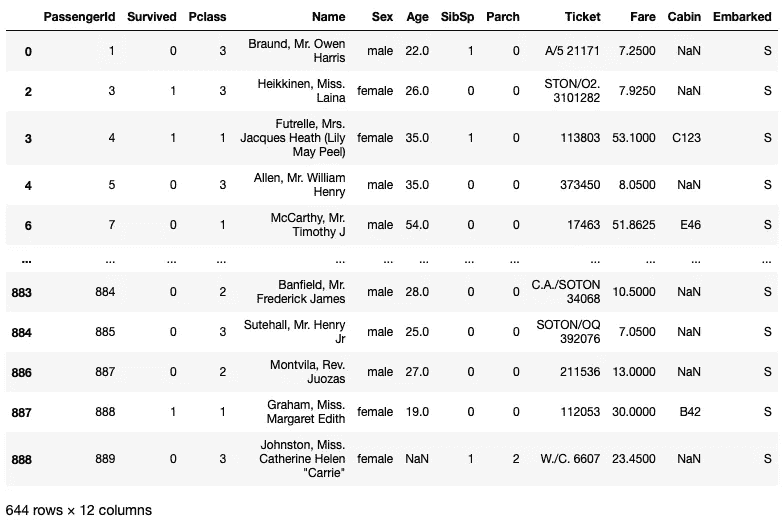 PassengerId Survived Pclass Name Sex Age SibSp Parch Ticket Fare Cabin Embarked
0 1 0 3 Braund, Mr. Owen Harris male 22.0 1 0 A/5 21171 7.2500 NaN S
2 3 1 3 Heikkinen, Miss. Laina female 26.0 0 0 STON/O2. 3101282 7.9250 NaN S
3 4 1 1 Futrelle, Mrs. Jacques Heath (Lily May Peel) female 35.0 1 0 113803 53.1000 C123 S
4 5 0 3 Allen, Mr. William Henry male 35.0 0 0 373450 8.0500 NaN S
6 7 0 1 McCarthy, Mr. Timothy J male 54.0 0 0 17463 51.8625 E46 S
... ... ... ... ... ... ... ... ... ... ... ... ...
883 884 0 2 Banfield, Mr. Frederick James male 28.0 0 0 C.A./SOTON 34068 10.5000 NaN S
884 885 0 3 Sutehall, Mr. Henry Jr male 25.0 0 0 SOTON/OQ 392076 7.0500 NaN S
886 887 0 2 Montvila, Rev. Juozas male 27.0 0 0 211536 13.0000 NaN S
887 888 1 1 Graham, Miss. Margaret Edith female 19.0 0 0 112053 30.0000 B42 S
888 889 0 3 Johnston, Miss. Catherine Helen "Carrie" female NaN 1 2 W./C. 6607 23.4500 NaN S
644 rows × 12 columns